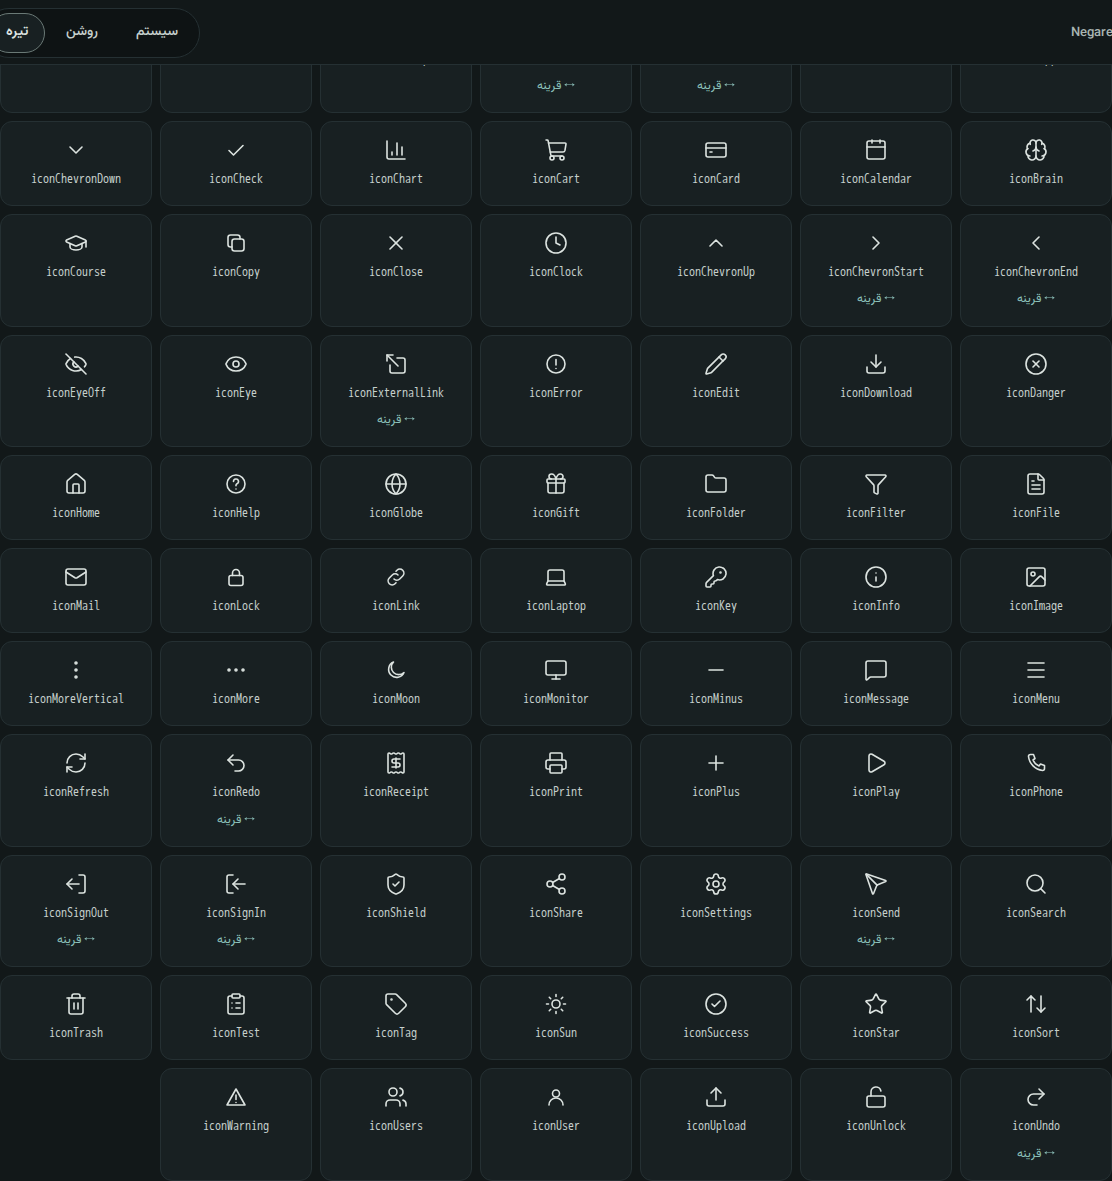 Negare
سیستم
روشن
تیره
↔ قرینه
↔ قرینه
iconBrain
iconCalendar
iconCard
iconCart
iconChart
iconCheck
iconChevronDown
iconChevronEnd
↔ قرینه
iconChevronStart
↔ قرینه
iconChevronUp
iconClock
iconClose
iconCopy
iconCourse
iconDanger
iconDownload
iconEdit
iconError
iconExternalLink
↔ قرینه
iconEye
iconEyeOff
iconFile
iconFilter
iconFolder
iconGift
iconGlobe
iconHelp
iconHome
iconImage
iconInfo
iconKey
iconLaptop
iconLink
iconLock
iconMail
iconMenu
iconMessage
iconMinus
iconMonitor
iconMoon
iconMore
iconMoreVertical
iconPhone
iconPlay
iconPlus
iconPrint
iconReceipt
iconRedo
↔ قرینه
iconRefresh
iconSearch
iconSend
↔ قرینه
iconSettings
iconShare
iconShield
iconSignIn
↔ قرینه
iconSignOut
↔ قرینه
iconSort
iconStar
iconSuccess
iconSun
iconTag
iconTest
iconTrash
iconUndo
↔ قرینه
iconUnlock
iconUpload
iconUser
iconUsers
iconWarning